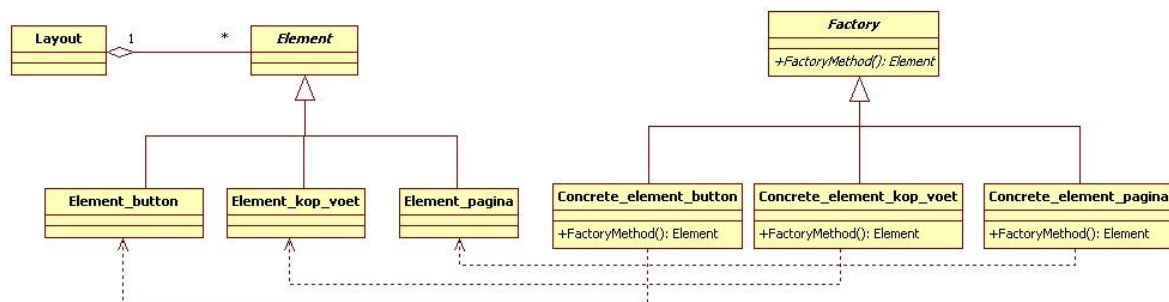 Layout
1
*
Element
Factory
+FactoryMethod(): Element
Element_button
Element_kop_voet
Element_pagina
Concrete_element_button
+FactoryMethod(): Element
Concrete_element_kop_voet
+FactoryMethod(): Element
Concrete_element_pagina
+FactoryMethod(): Element